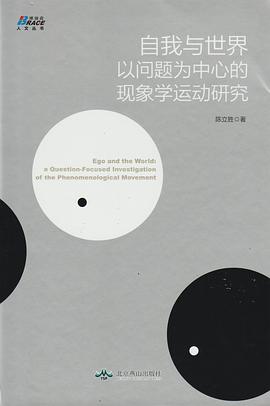 BRACE
人文丛书
自我与世界
以问题为中心的
现象学运动研究
陈立胜 著
Ego and the World:
a Question-Focused Investigation
of the Phenomenological Movement
北京燕山出版社